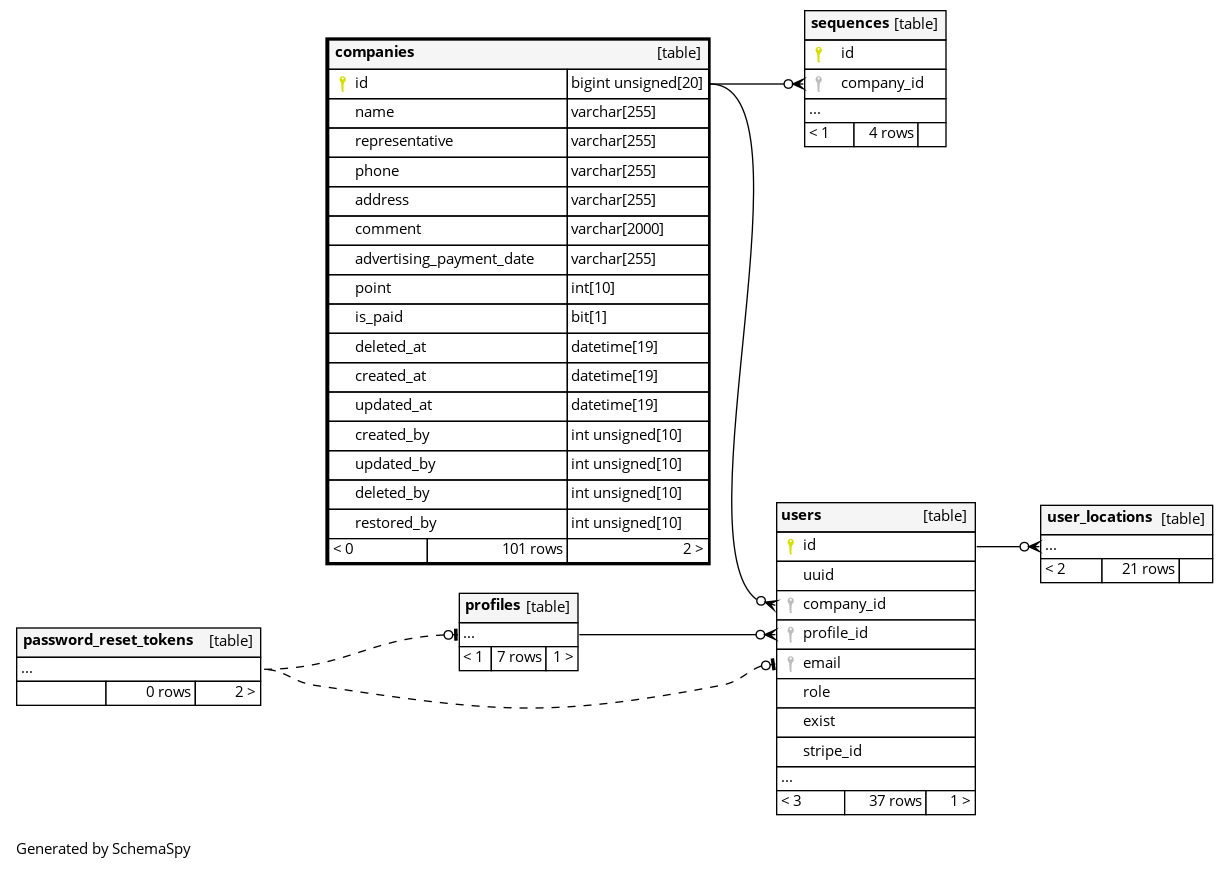 sequences [table]
id
company_id
...
< 1 4 rows
companies [table]
id bigint unsigned[20]
name varchar[255]
representative varchar[255]
phone varchar[255]
address varchar[255]
comment varchar[2000]
advertising_payment_date varchar[255]
point int[10]
is_paid bit[1]
deleted_at datetime[19]
created_at datetime[19]
updated_at datetime[19]
created_by int unsigned[10]
updated_by int unsigned[10]
deleted_by int unsigned[10]
restored_by int unsigned[10]
< 0 101 rows 2 >
users [table]
id
uuid
company_id
profile_id
email
role
exist
stripe_id
...
< 3 37 rows 1 >
user_locations [table]
...
< 2 21 rows
profiles [table]
...
< 1 7 rows 1 >
password_reset_tokens [table]
...
0 rows 2 >
Generated by SchemaSpy